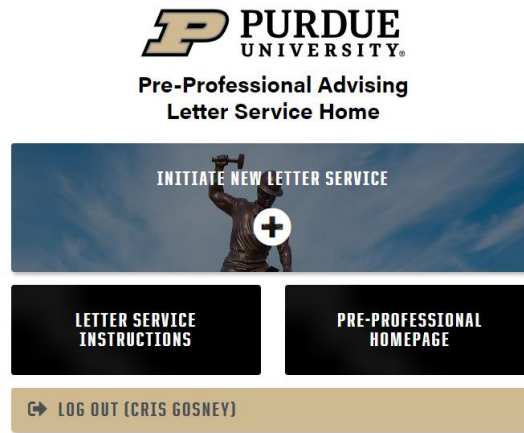 PURDUE
UNIVERSITY®
Pre-Professional Advising
Letter Service Home
INITIATE NEW LETTER SERVICE
LETTER SERVICE
INSTRUCTIONS
PRE-PROFESSIONAL
HOMEPAGE
LOG OUT (CRIS GOSNEY)